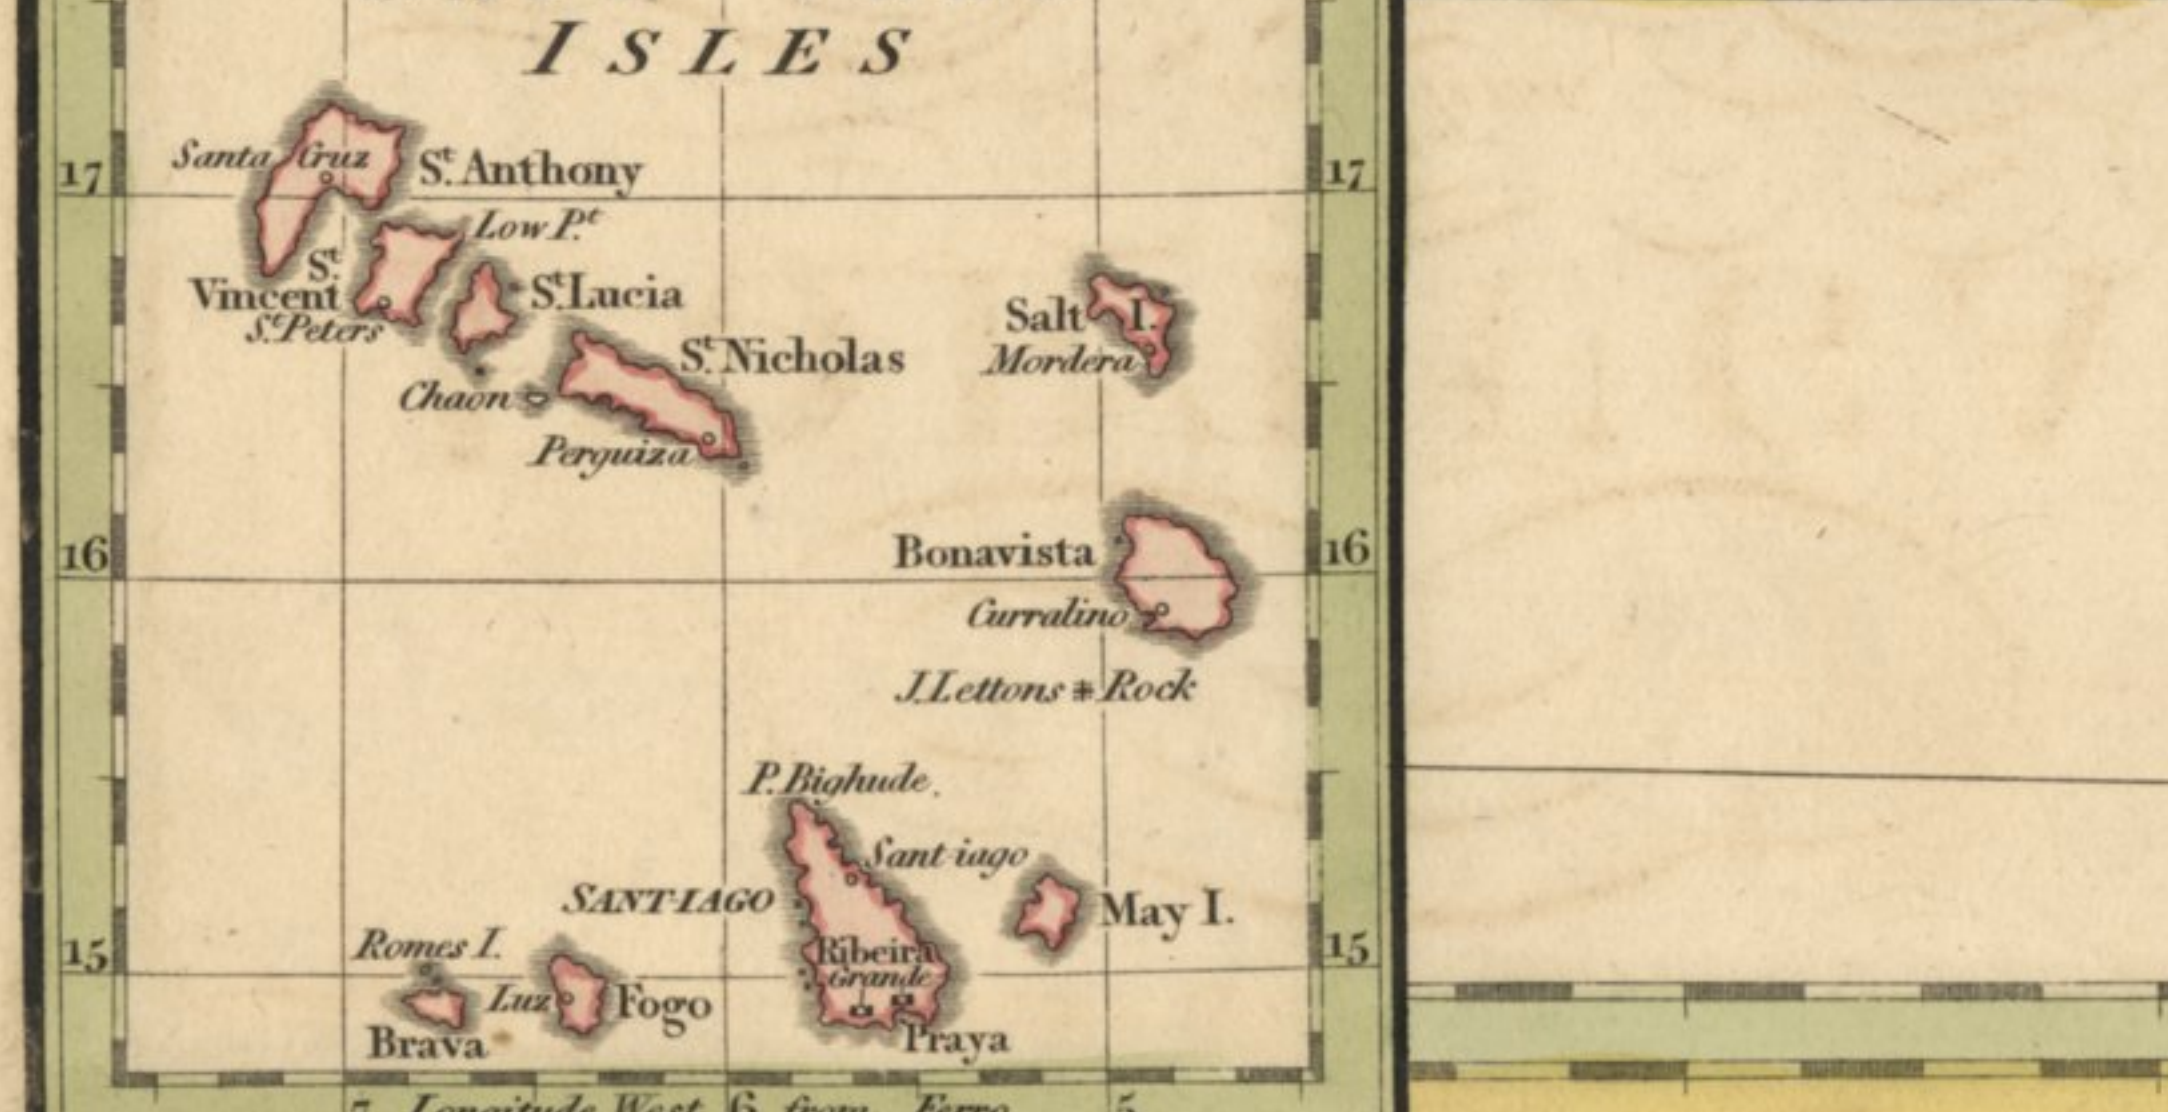 ISLES
Santa Cruz
St. Anthony
17
17
Low Pt.
St.
Vincent
St. Peters
St. Lucia
St. Nicholas
Salt I.
Mordera
Chaon
Perguiza
Bonavista
16
16
Curralino
J. Lettons Rock
P. Bighude.
Sant-iago
SANT-IAGO
May I.
Romes I.
Ribeira
Grande
15
15
Luz
Fogo
Brava
Praya
7 Longitude West 6 from Ferro 5